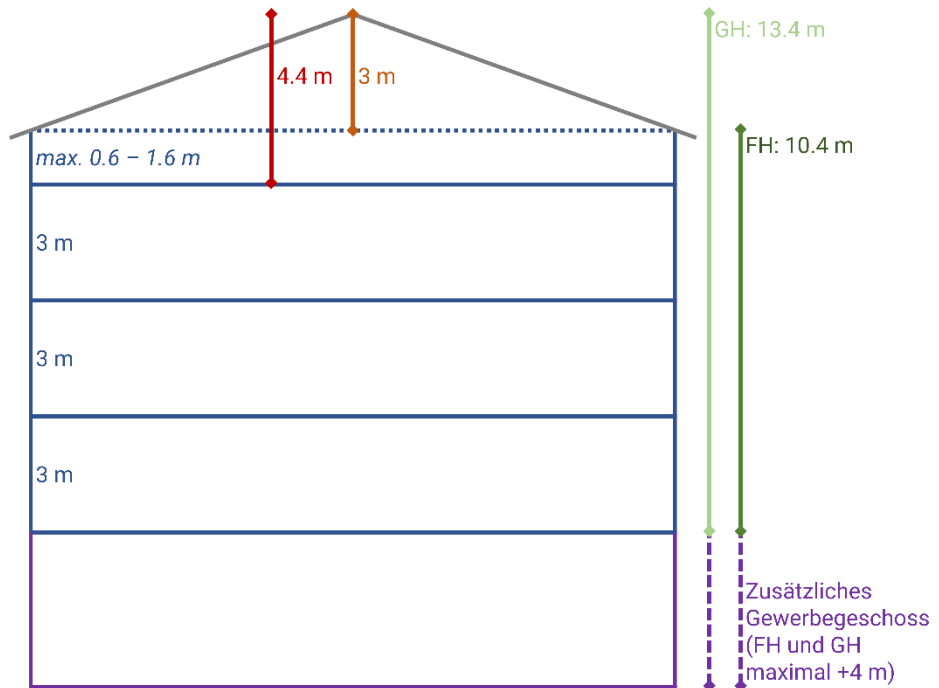 GH: 13.4 m
4.4 m
3 m
FH: 10.4 m
max. 0.6 – 1.6 m
3 m
3 m
3 m
Zusätzliches
Gewerbegeschoss
(FH und GH
maximal +4 m)